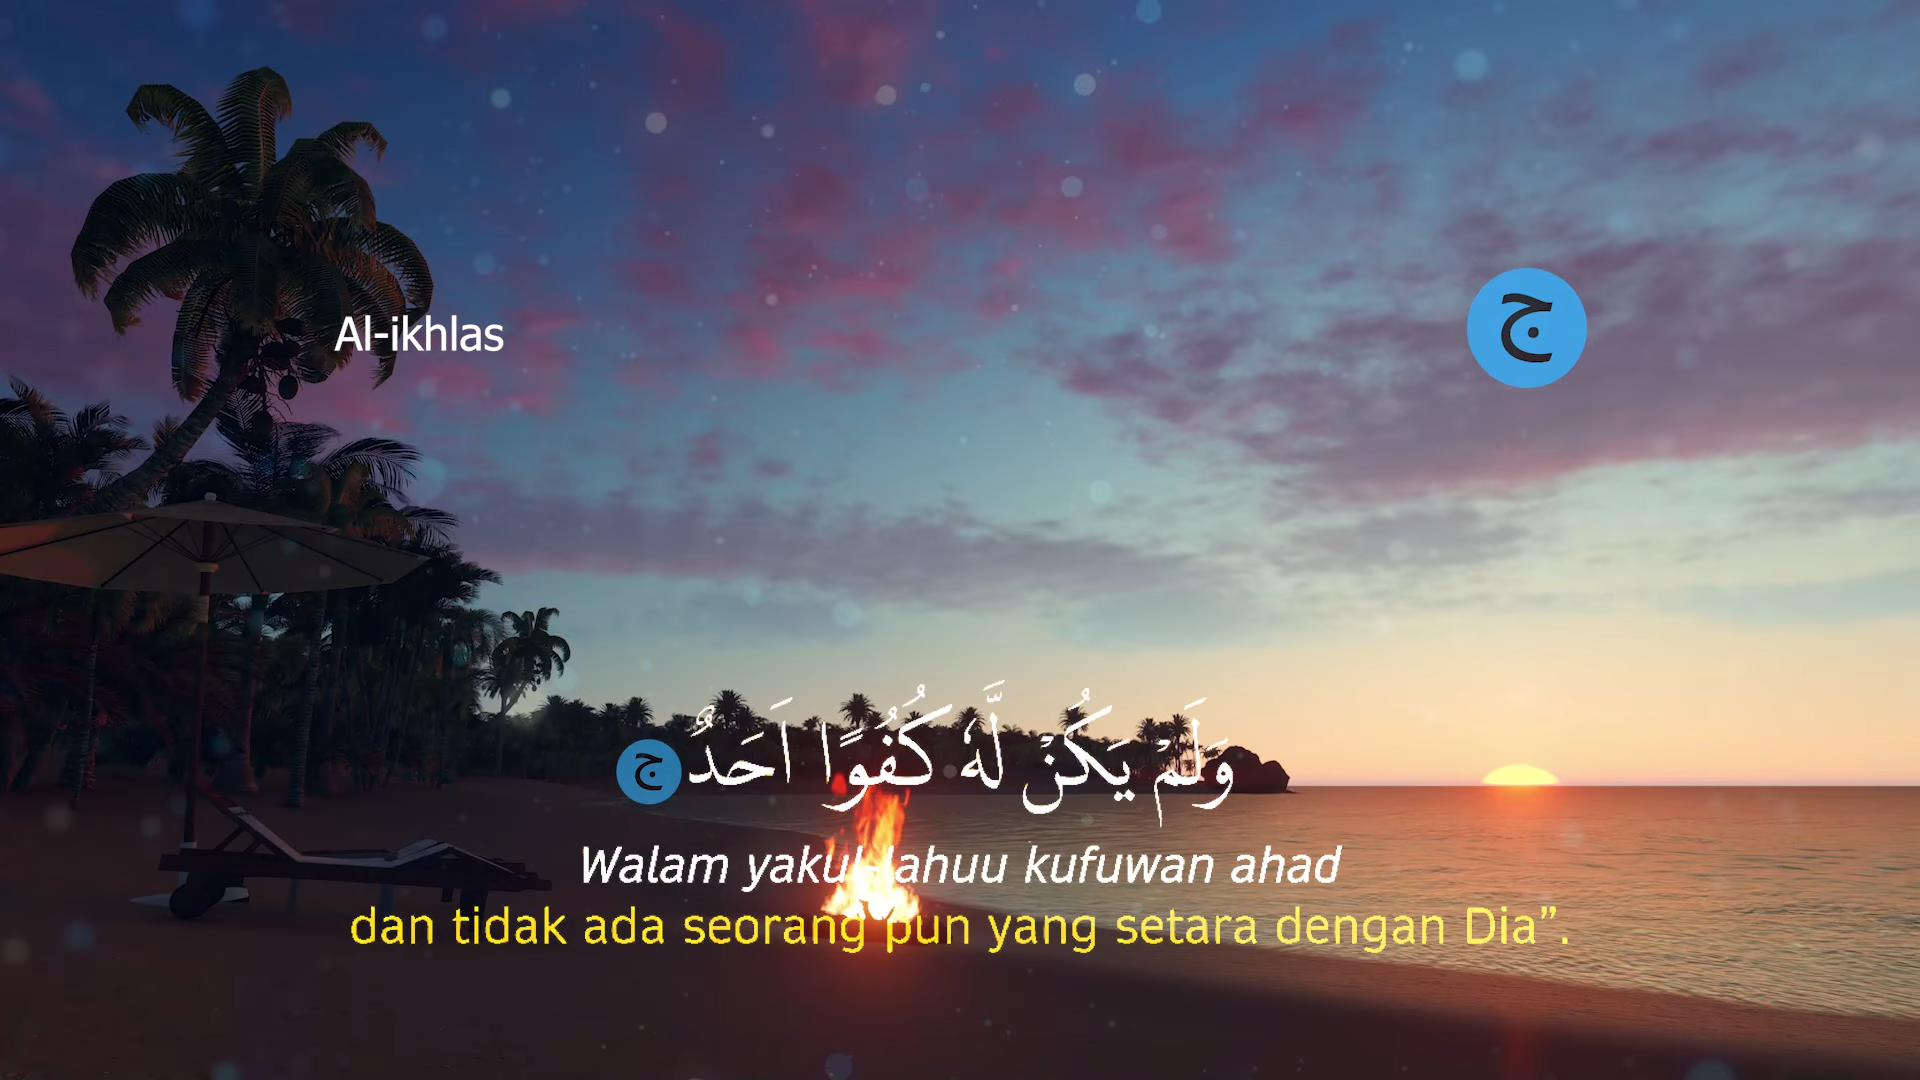 Al-ikhlas
ج
وَلَمْ يَكُنْ لَّهٗ كُفُوًا اَحَدٌ ج
Walam yakul-lahuu kufuwan ahad
dan tidak ada seorang pun yang setara dengan Dia”.